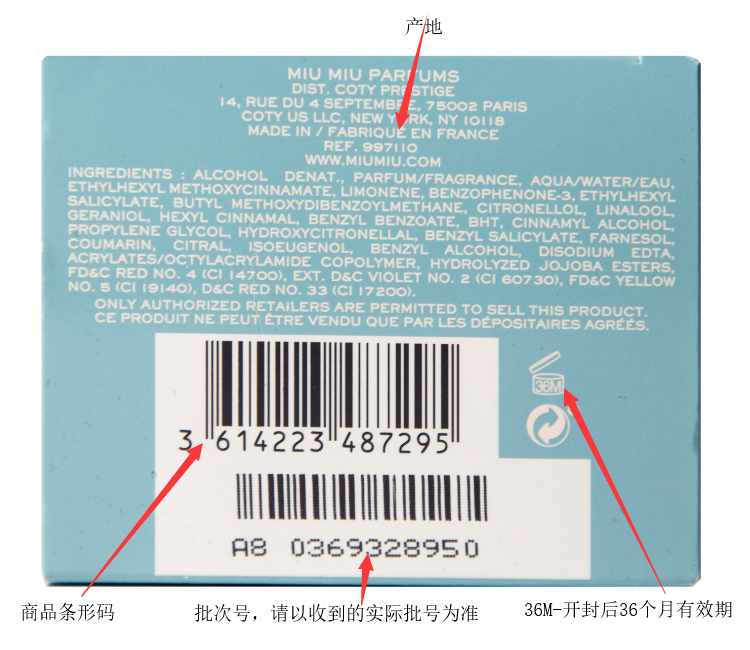 产地
MIU MIU PARFUMS
DIST. COTY PRESTIGE
14, RUE DU 4 SEPTEMBRE, 75002 PARIS
COTY US LLC, NEW YORK, NY 10118
MADE IN / FABRIQUÉ EN FRANCE
REF. 997110
WWW.MIUMIU.COM
INGREDIENTS : ALCOHOL DENAT., PARFUM/FRAGRANCE, AQUA/WATER/EAU,
ETHYLHEXYL METHOXYCINNAMATE, LIMONENE, BENZOPHENONE-3, ETHYLHEXYL
SALICYLATE, BUTYL METHOXYDIBENZOYLMETHANE, CITRONELLOL, LINALOOL,
GERANIOL, HEXYL CINNAMAL, BENZYL BENZOATE, BHT, CINNAMYL ALCOHOL,
PROPYLENE GLYCOL, HYDROXYCITRONELLAL, BENZYL SALICYLATE, FARNESOL,
COUMARIN, CITRAL, ISOEUGENOL, BENZYL ALCOHOL, DISODIUM EDTA,
ACRYLATES/OCTYLACRYLAMIDE COPOLYMER, HYDROLYZED JOJOBA ESTERS,
FD&C RED NO. 4 (CI 14700), EXT. D&C VIOLET NO. 2 (CI 60730), FD&C YELLOW
NO. 5 (CI 19140), D&C RED NO. 33 (CI 17200).
ONLY AUTHORIZED RETAILERS ARE PERMITTED TO SELL THIS PRODUCT.
CE PRODUIT NE PEUT ÊTRE VENDU QUE PAR LES DÉPOSITAIRES AGRÉÉS.
36M
3 614223 487295
A8 0369328950
商品条形码
批次号，请以收到的实际批号为准
36M-开封后36个月有效期